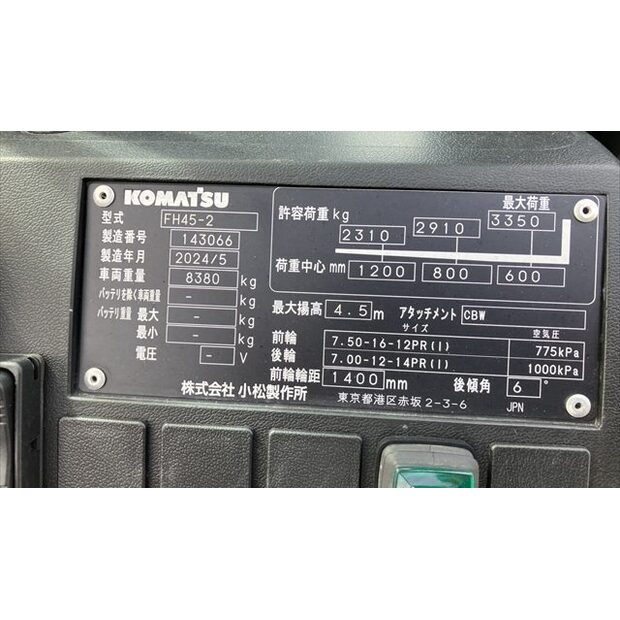 KOMATSU
型式 FH45-2
製造番号 143066
製造年月 2024/5
車両重量 8380 kg
バッテリを除く車両重量 - kg
バッテリ重量 最大 - kg
最小 - kg
電圧 - V
株式会社 小松製作所
最大荷重
許容荷重 kg 2310 2910 3350
荷重中心 mm 1200 800 600
最大揚高 4.5 m アタッチメント CBW
サイズ 空気圧
前輪 7.50-16-12PR(I) 775kPa
後輪 7.00-12-14PR(I) 1000kPa
前輪輪距 1400 mm 後傾角 6°
東京都港区赤坂 2-3-6 JPN